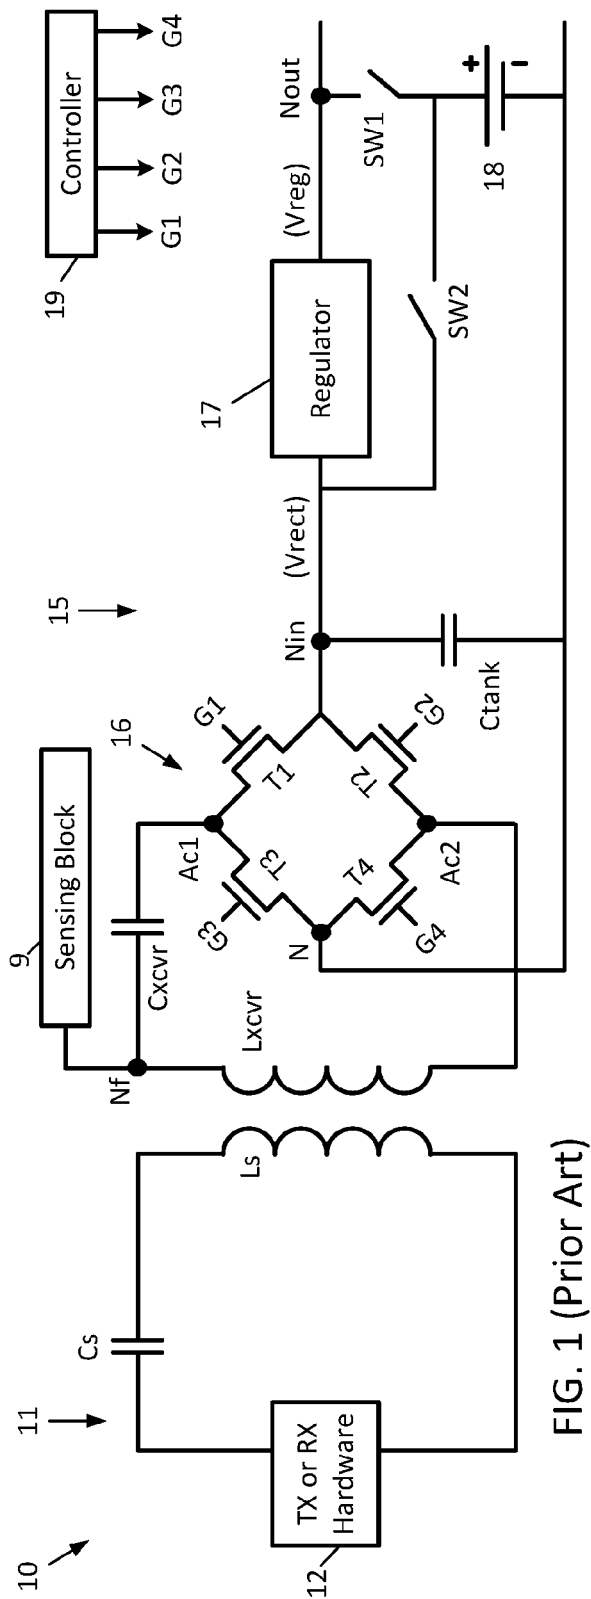 10
11
12
TX or RX
Hardware
Cs
Ls
Nf
9
Sensing Block
Cxcvr
Lxcvr
15
16
Ac1
Ac2
N
G3
T3
G1
T1
T4
G4
T2
G2
Nin
Ctank
(Vrect)
17
Regulator
(Vreg)
Nout
SW1
SW2
18
+
-
19
Controller
G1
G2
G3
G4
FIG. 1 (Prior Art)